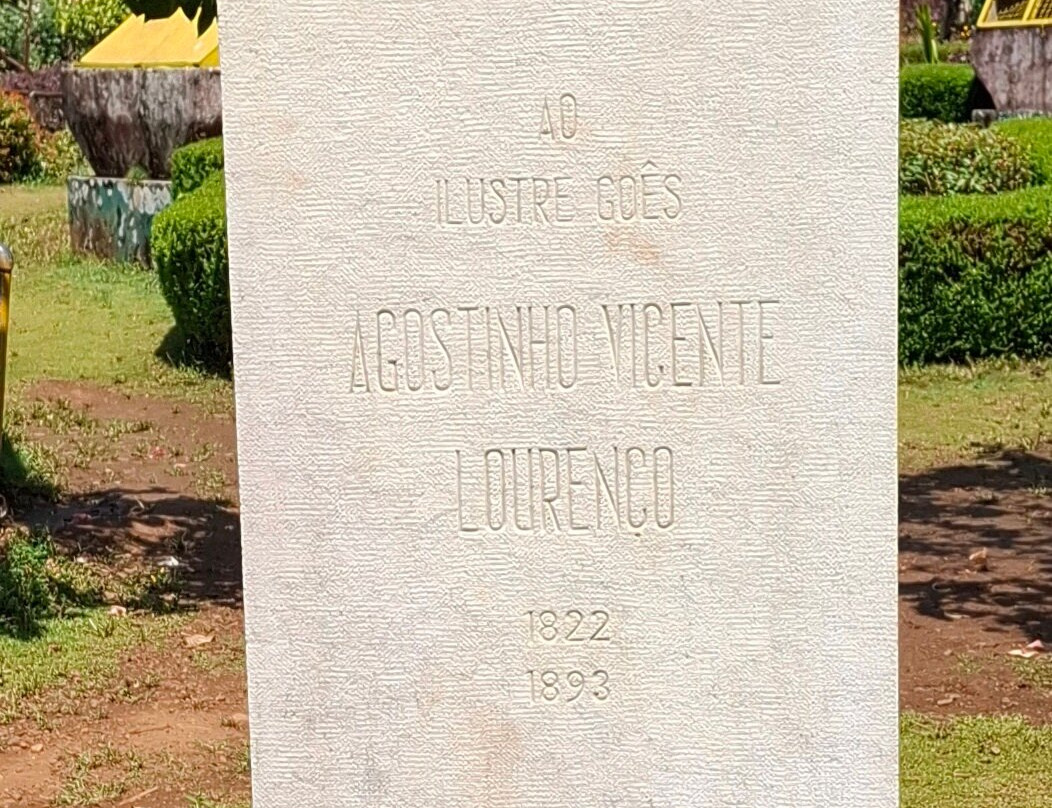 AO
ILUSTRE GOÊS
AGOSTINHO VICENTE
LOURENÇO
1822
1893